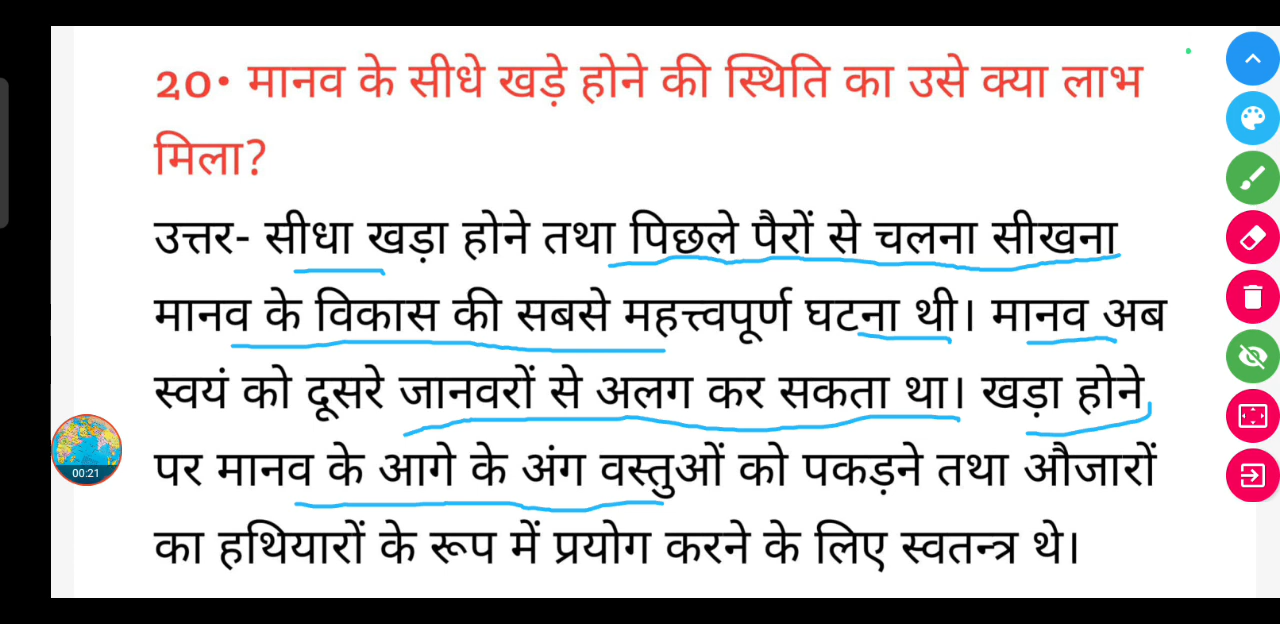 20• मानव के सीधे खड़े होने की स्थिति का उसे क्या लाभ
मिला?
उत्तर- सीधा खड़ा होने तथा पिछले पैरों से चलना सीखना
मानव के विकास की सबसे महत्त्वपूर्ण घटना थी। मानव अब
स्वयं को दूसरे जानवरों से अलग कर सकता था। खड़ा होने
पर मानव के आगे के अंग वस्तुओं को पकड़ने तथा औजारों
का हथियारों के रूप में प्रयोग करने के लिए स्वतन्त्र थे।
00:21